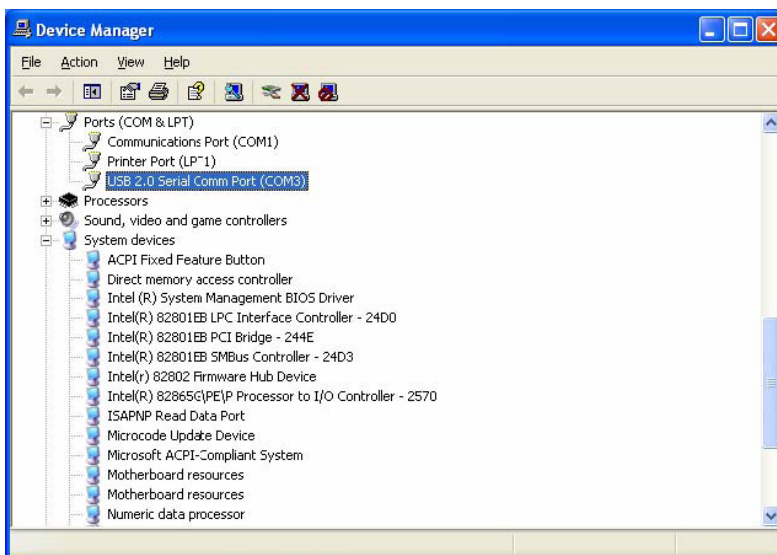 Device Manager
File Action View Help
Ports (COM & LPT)
Communications Port (COM1)
Printer Port (LPT1)
USB 2.0 Serial Comm Port (COM3)
Processors
Sound, video and game controllers
System devices
ACPI Fixed Feature Button
Direct memory access controller
Intel (R) System Management BIOS Driver
Intel(R) 82801EB LPC Interface Controller - 24D0
Intel(R) 82801EB PCI Bridge - 244E
Intel(R) 82801EB SMBus Controller - 24D3
Intel(r) 82802 Firmware Hub Device
Intel(R) 82865G\PE\P Processor to I/O Controller - 2570
ISAPNP Read Data Port
Microcode Update Device
Microsoft ACPI-Compliant System
Motherboard resources
Motherboard resources
Numeric data processor